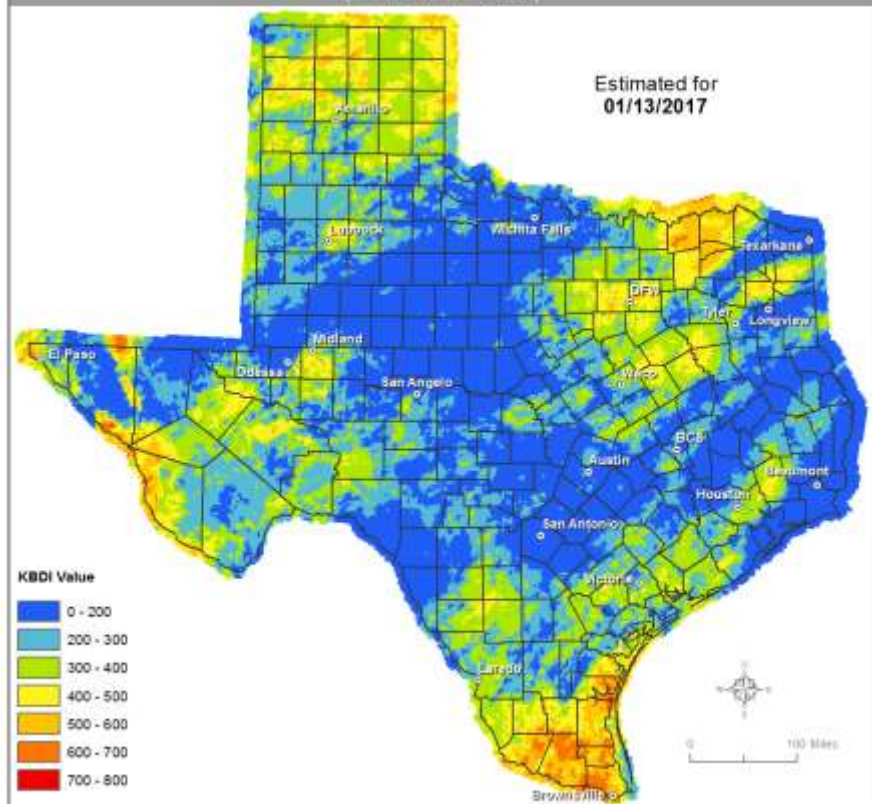 Estimated for
01/13/2017
Amarillo
Lubbock
Wichita Falls
Texarkana
DFW
Tyler
Longview
El Paso
Midland
Odessa
San Angelo
Waco
BCS
Austin
Beaumont
Houston
San Antonio
Victoria
Laredo
Brownsville
KBDI Value
0 - 200
200 - 300
300 - 400
400 - 500
500 - 600
600 - 700
700 - 800
0 100 Miles